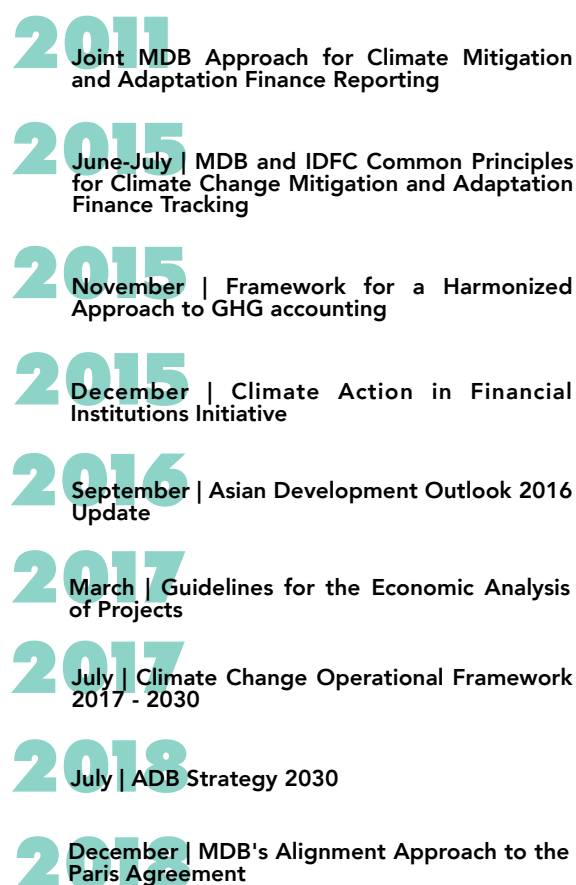 2011
Joint MDB Approach for Climate Mitigation
and Adaptation Finance Reporting
2015
June-July | MDB and IDFC Common Principles
for Climate Change Mitigation and Adaptation
Finance Tracking
2015
November | Framework for a Harmonized
Approach to GHG accounting
2015
December | Climate Action in Financial
Institutions Initiative
2016
September | Asian Development Outlook 2016
Update
2017
March | Guidelines for the Economic Analysis
of Projects
2017
July | Climate Change Operational Framework
2017 - 2030
2018
July | ADB Strategy 2030
2018
December | MDB's Alignment Approach to the
Paris Agreement